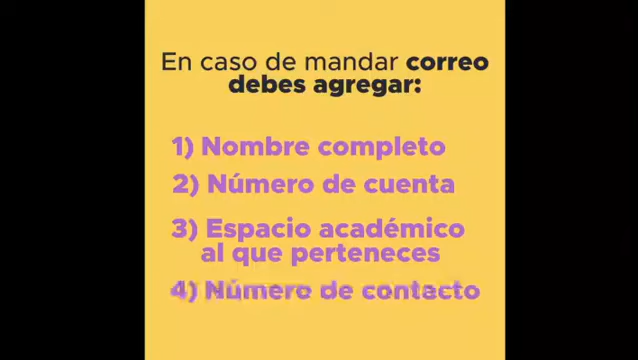 En caso de mandar correo
debes agregar:
1) Nombre completo
2) Número de cuenta
3) Espacio académico
al que perteneces
4) Número de contacto